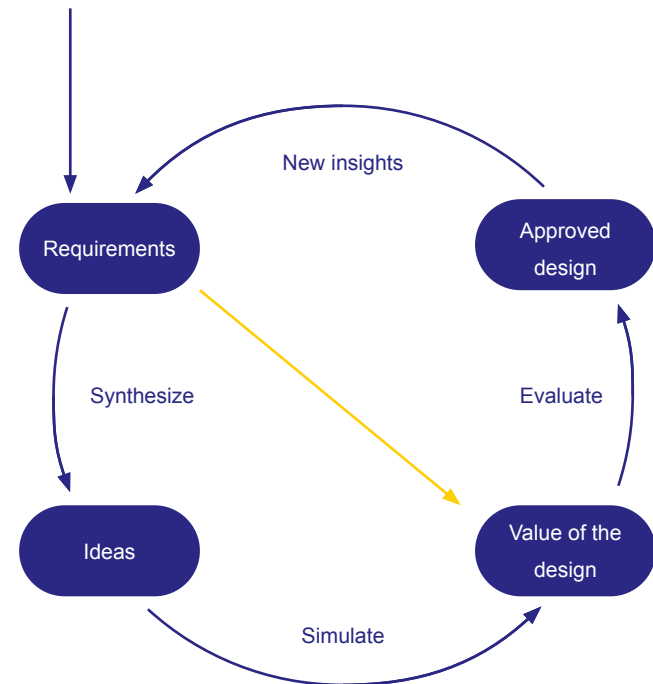 New insights
Requirements
Approved
design
Synthesize
Evaluate
Ideas
Value of the
design
Simulate